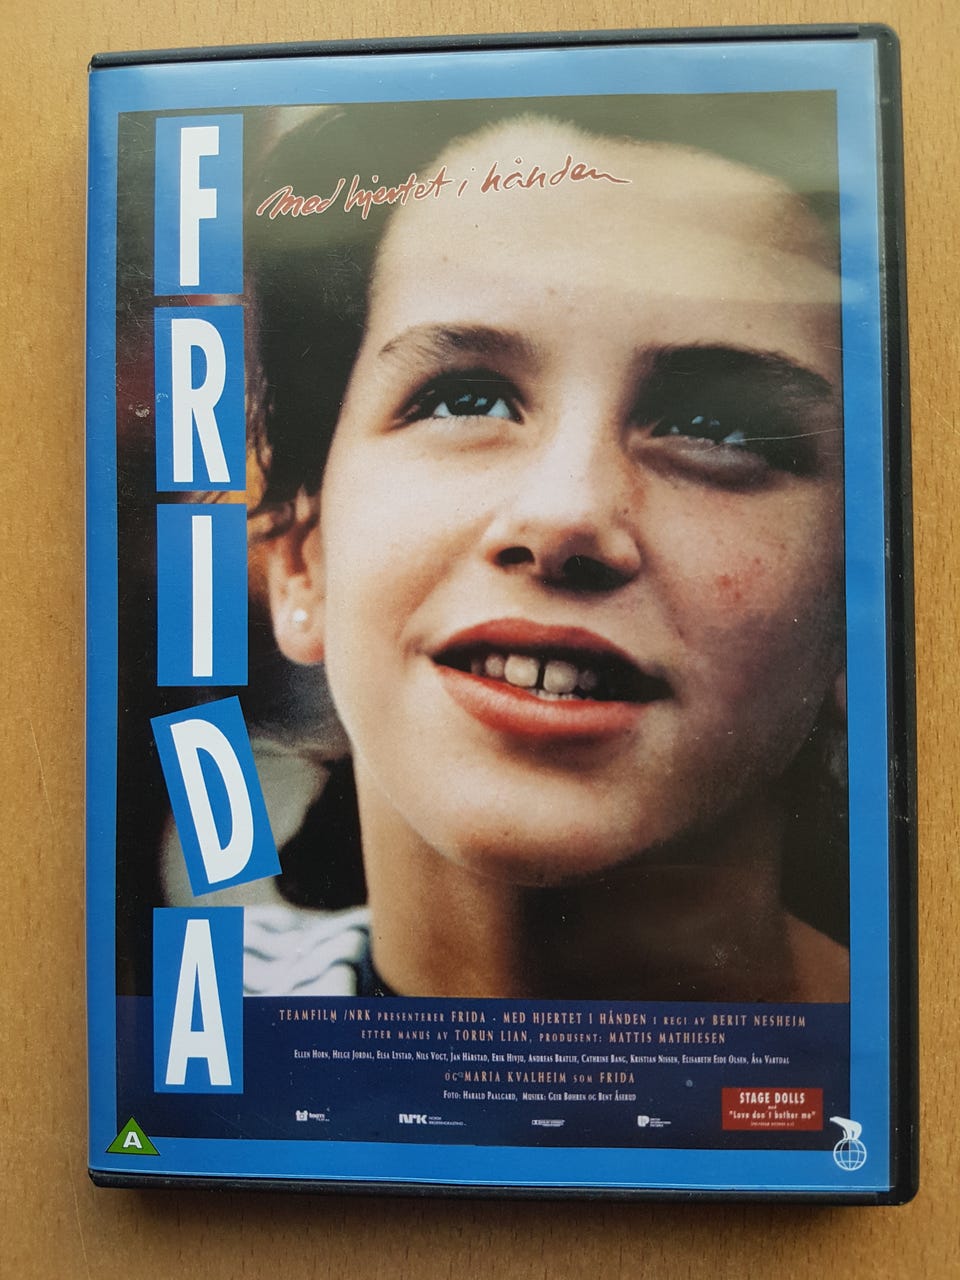 FRIDA
med hjertet i hånden
TEAMFILM /NRK PRESENTERER FRIDA - MED HJERTET I HÅNDEN I REGI AV BERIT NESHEIM
ETTER MANUS AV TORUN LIAN, PRODUSENT: MATTIS MATHIESEN
ELLEN HORN, HELGE JORDAL, ELSA LYSTAD, NILS VOGT, JAN HÅRSTAD, ERIK HIVJU, ANDREAS BRATLIE, CATHRINE BANG, KRISTIAN NISSEN, ELISABETH EIDE OLSEN, ÅSA VARTDAL
OG MARIA KVALHEIM SOM FRIDA
FOTO: HARALD PAALGARD, MUSIKK: GEIR BØHREN OG BENT ÅSERUD
STAGE DOLLS
"Love don't bother me"
team
NRK
A